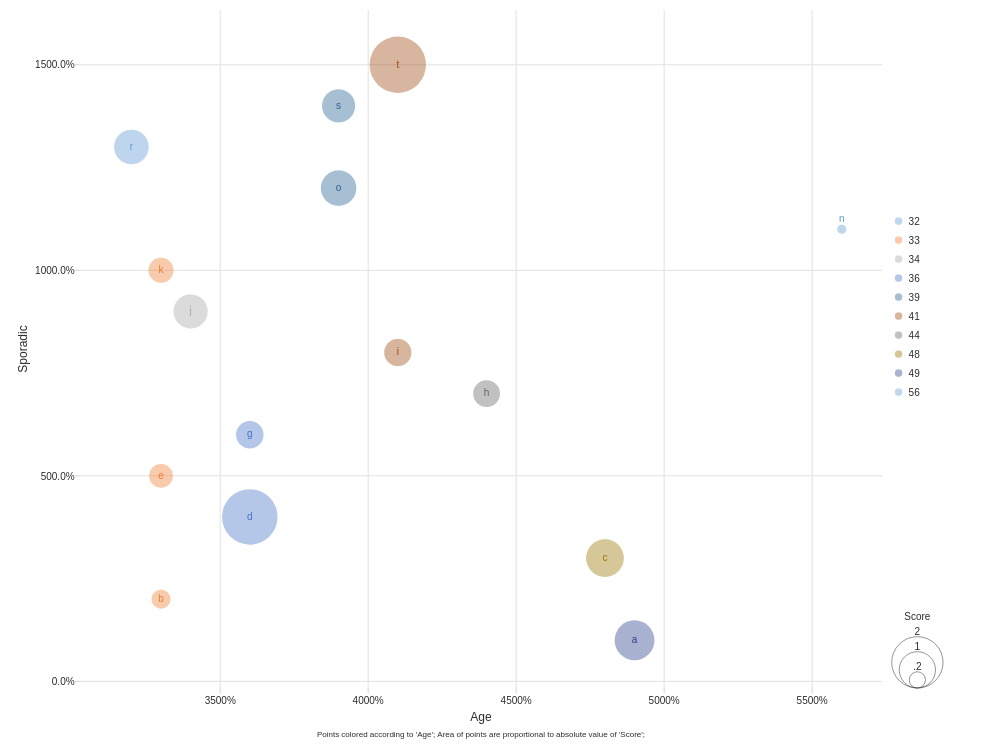 t
1500.0%
s
r
o
n
32
33
1000.0%
k
34
36
39
j
41
44
i
48
49
h
56
Sporadic
g
500.0%
e
d
c
b
Score
2
a
1
.2
0.0%
3500%
4000%
4500%
5000%
5500%
Age
Points colored according to 'Age'; Area of points are proportional to absolute value of 'Score';